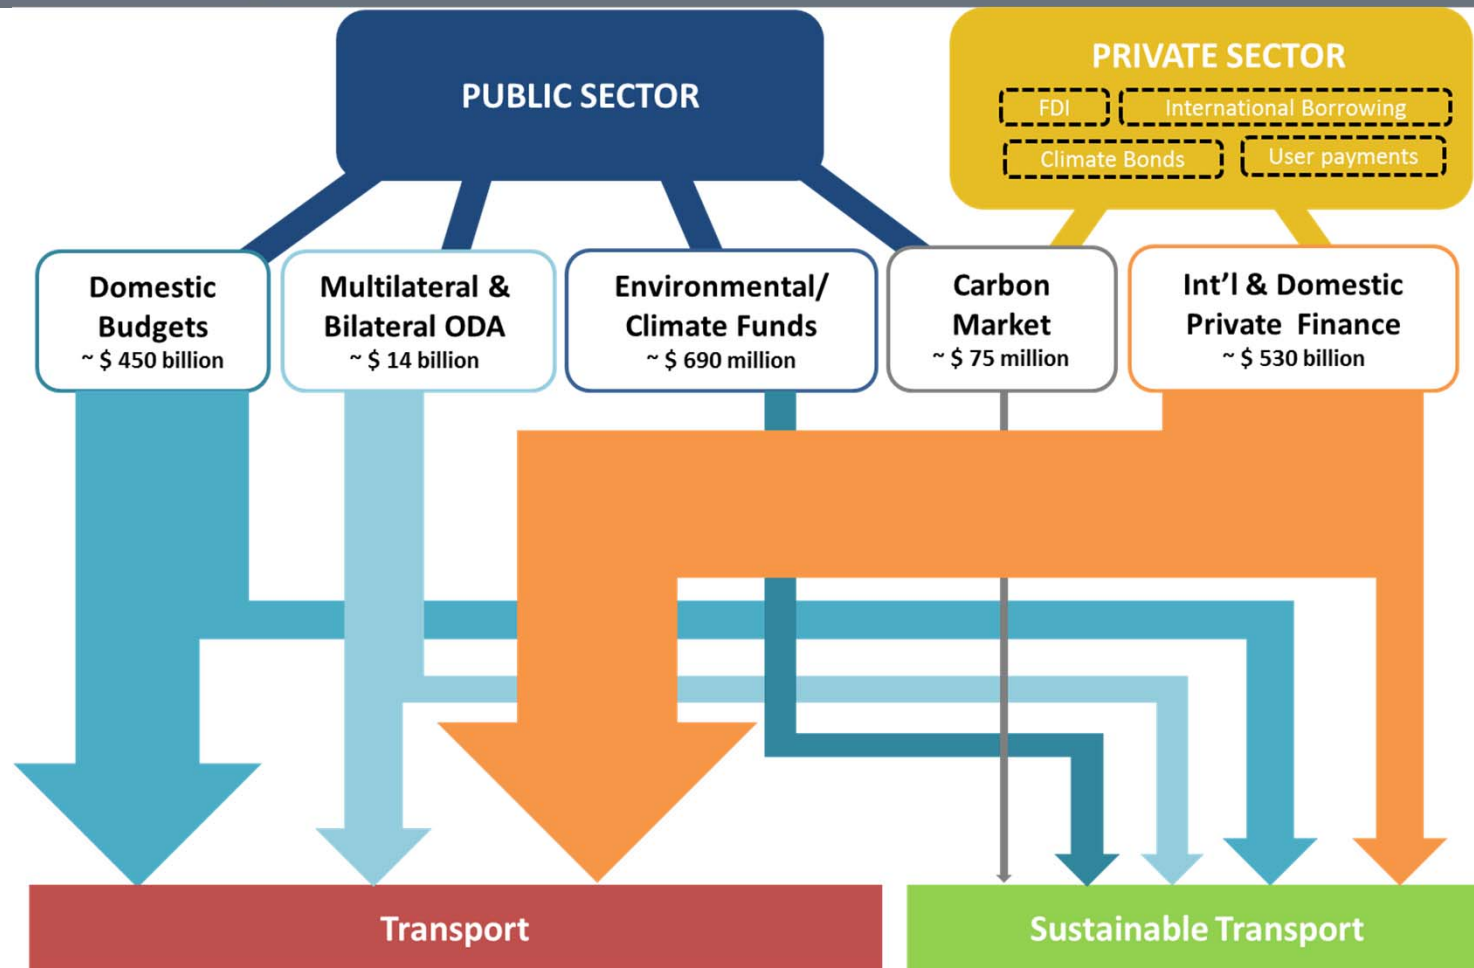 PUBLIC SECTOR
PRIVATE SECTOR
FDI
International Borrowing
Climate Bonds
User payments
Domestic
Budgets
~ $ 450 billion
Multilateral &
Bilateral ODA
~ $ 14 billion
Environmental/
Climate Funds
~ $ 690 million
Carbon
Market
~ $ 75 million
Int’l & Domestic
Private Finance
~ $ 530 billion
Transport
Sustainable Transport